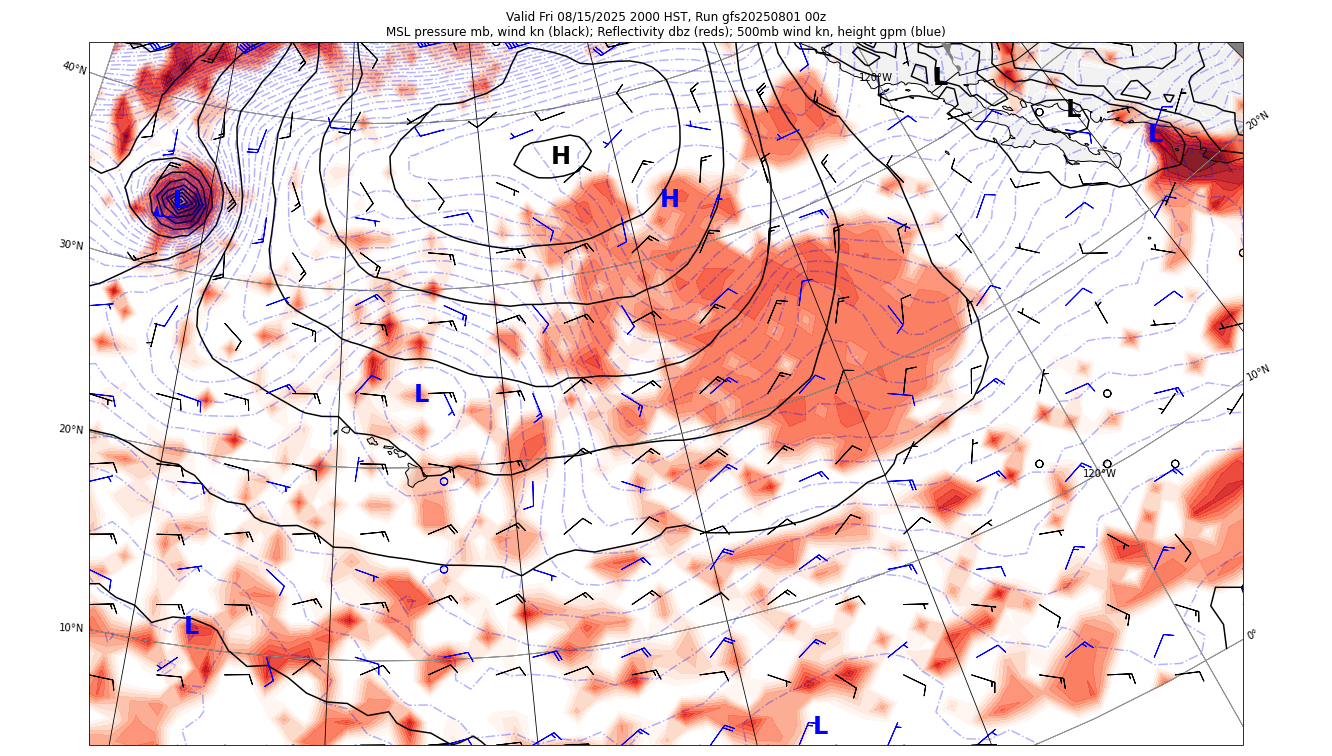 Valid Fri 08/15/2025 2000 HST, Run gfs20250801 00z
MSL pressure mb, wind kn (black); Reflectivity dbz (reds); 500mb wind kn, height gpm (blue)
40°N
120°W
L
L
20°N
L
H
L
H
30°N
10°N
L
20°N
120°W
10°N
L
0°
L